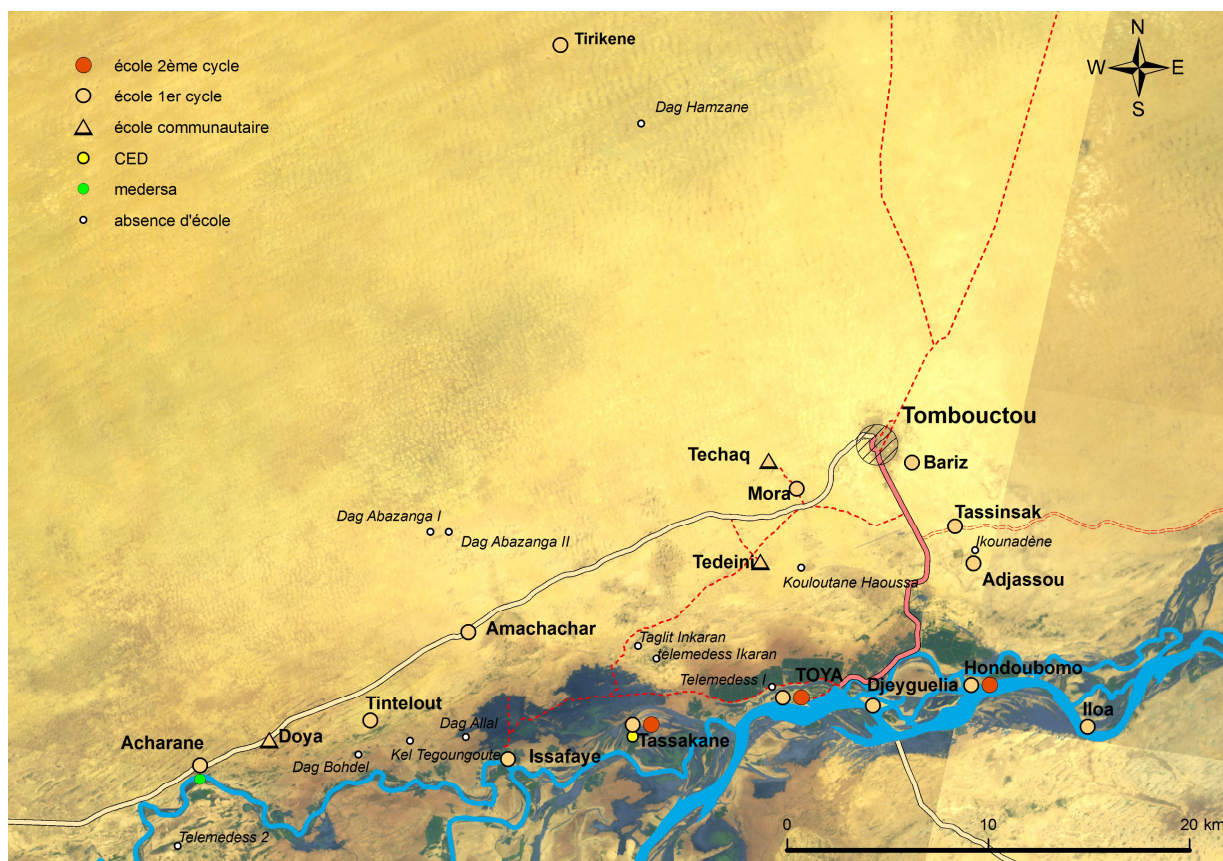 Tirikene
N
W E
S
école 2ème cycle
école 1er cycle
école communautaire
CED
medersa
absence d'école
Dag Hamzane
Tombouctou
Techaq
Bariz
Mora
Dag Abazanga I
Dag Abazanga II
Tassinsak
Ikounadène
Tedeini
Kouloutane Haoussa
Adjassou
Amachachar
Taglit Inkaran
telemedess Ikaran
Telemedess I
TOYA
Djeyguelia
Hondoubomo
Iloa
Tintelout
Dag Allal
Tassakane
Acharane
Doya
Kel Tegoungoute
Issafaye
Dag Bohdel
Telemedess 2
0 10 20 km